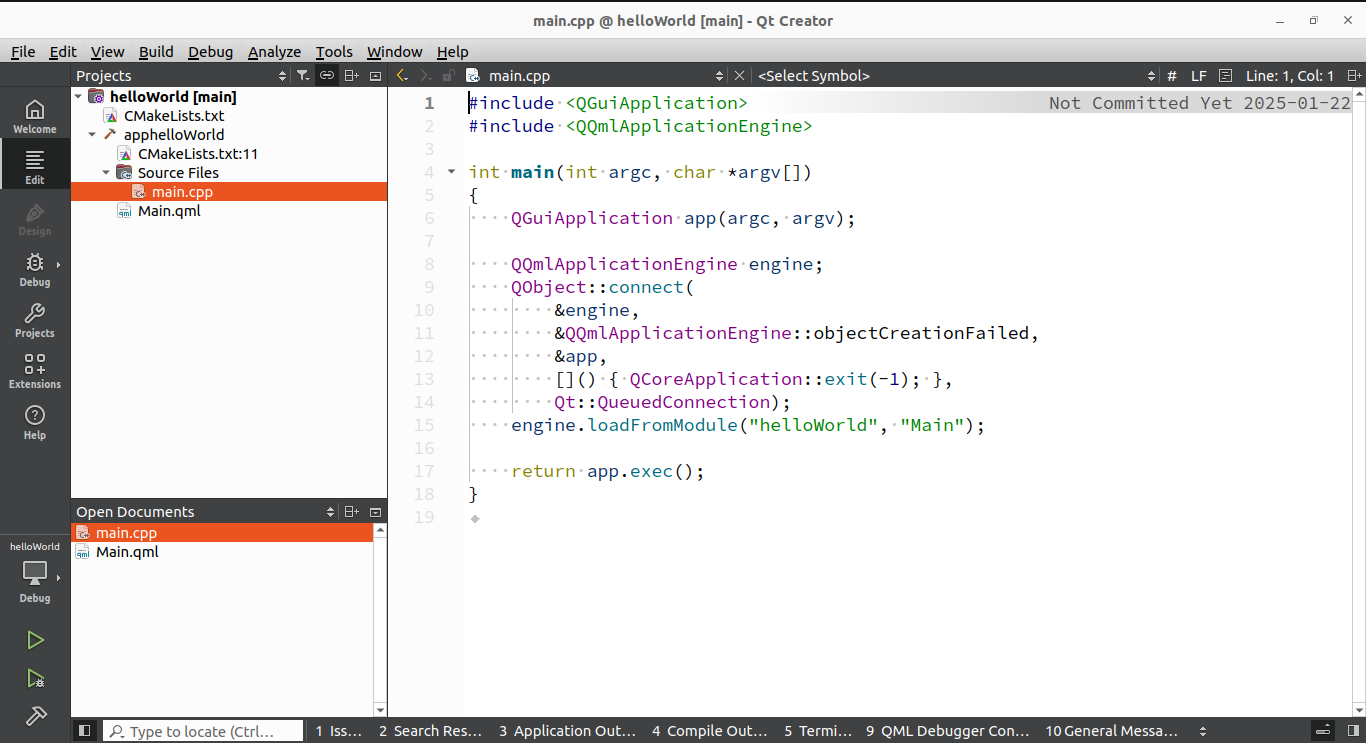 main.cpp @ helloWorld [main] - Qt Creator
File Edit View Build Debug Analyze Tools Window Help
Projects
main.cpp
<Select Symbol>
# LF Line: 1, Col: 1
Welcome
Edit
Design
Debug
Projects
Extensions
Help
helloWorld
Debug
helloWorld [main]
CMakeLists.txt
apphelloWorld
CMakeLists.txt:11
Source Files
main.cpp
Main.qml
Open Documents
main.cpp
Main.qml
1 #include <QGuiApplication> Not Committed Yet 2025-01-22
2 #include <QQmlApplicationEngine>
3
4 int main(int argc, char *argv[])
5 {
6 QGuiApplication app(argc, argv);
7
8 QQmlApplicationEngine engine;
9 QObject::connect(
10 &engine,
11 &QQmlApplicationEngine::objectCreationFailed,
12 &app,
13 []() { QCoreApplication::exit(-1); },
14 Qt::QueuedConnection);
15 engine.loadFromModule("helloWorld", "Main");
16
17 return app.exec();
18 }
19
Type to locate (Ctrl... 1 Iss... 2 Search Res... 3 Application Out... 4 Compile Out... 5 Termi... 9 QML Debugger Con... 10 General Messa...